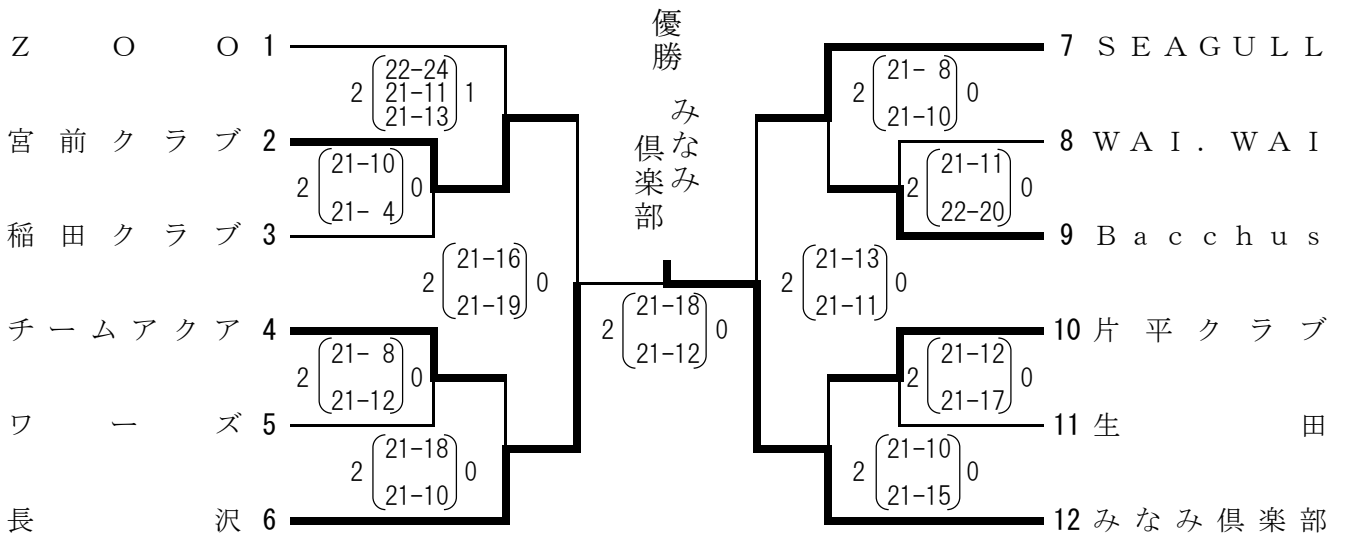 優勝 みなみ倶楽部
Z O O 1
2 22-24 1
21-11
21-13
宮前クラブ 2
2 21-10 0
21- 4
稲田クラブ 3
2 21-16 0
21-19
チームアクア 4
2 21- 8 0
21-12
ワーズ 5
2 21-18 0
21-10
長沢 6
2 21-18 0
21-12
7 SEAGULL
2 21- 8 0
21-10
8 WAI. WAI
2 21-11 0
22-20
9 Bacchus
2 21-13 0
21-11
10 片平クラブ
2 21-12 0
21-17
11 生田
2 21-10 0
21-15
12 みなみ倶楽部